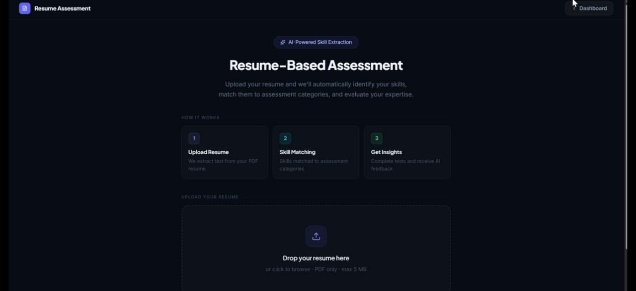 Resume Assessment
Dashboard
AI Powered Skill Extraction
Resume-Based Assessment
Upload your resume and we'll automatically identify your skills,
match them to assessment categories, and evaluate your expertise.
HOW IT WORKS
1
Upload Resume
We extract text from your PDF
resume
2
Skill Matching
Skills matched to assessment
categories
3
Get Insights
Complete tests and receive AI
feedback
UPLOAD YOUR RESUME
Drop your resume here
or click to browse · PDF only · max 5 MB